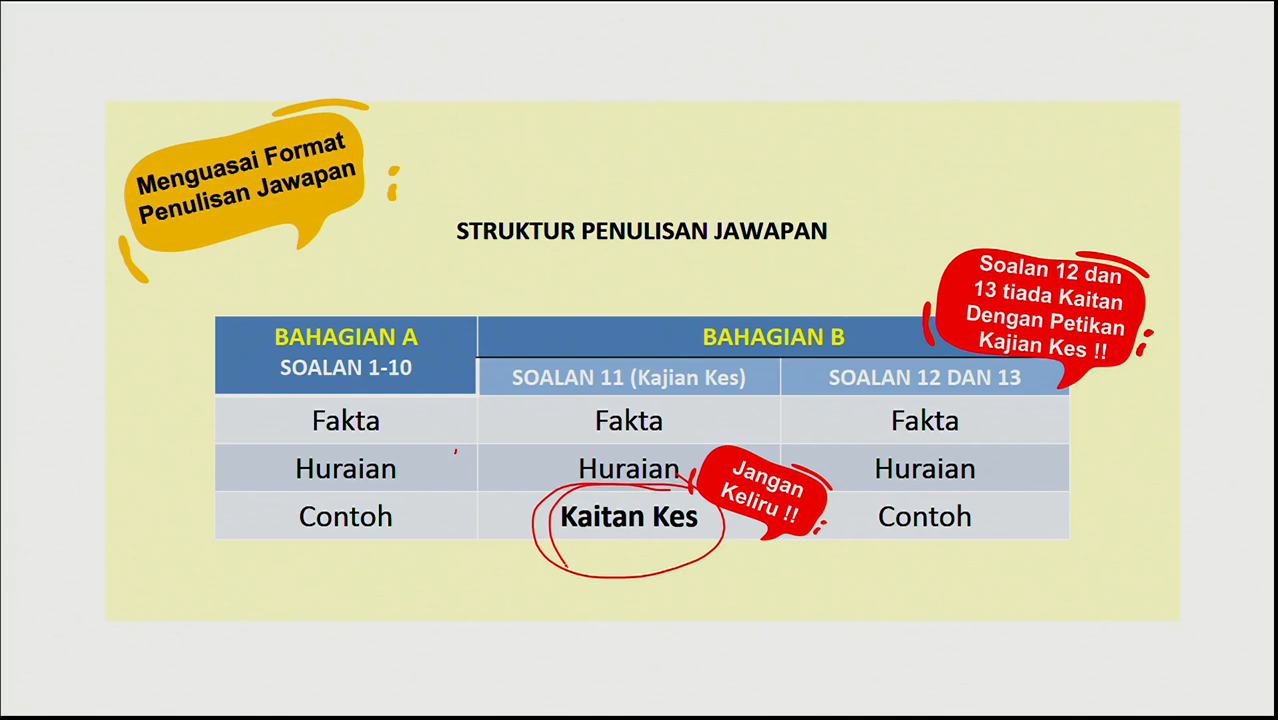 Menguasai Format
Penulisan Jawapan
STRUKTUR PENULISAN JAWAPAN
Soalan 12 dan
13 tiada Kaitan
Dengan Petikan
Kajian Kes !!
BAHAGIAN A
SOALAN 1-10
BAHAGIAN B
SOALAN 11 (Kajian Kes)
SOALAN 12 DAN 13
Fakta
Fakta
Fakta
Huraian
Huraian
Huraian
Contoh
Kaitan Kes
Contoh
Jangan
Keliru !!